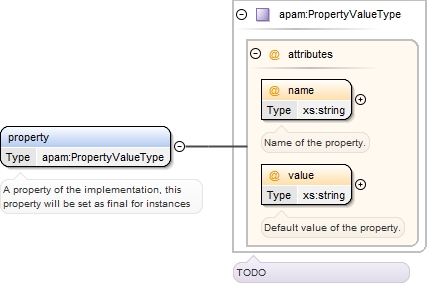 apam:PropertyValueType
@ attributes
@ name
Type xs:string
Name of the property.
property
Type apam:PropertyValueType
A property of the implementation, this
property will be set as final for instances
@ value
Type xs:string
Default value of the property.
TODO